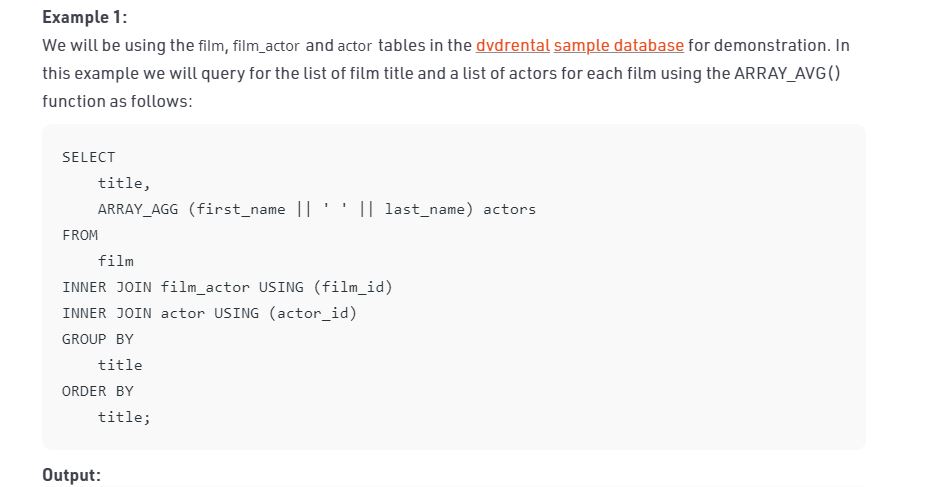 Example 1:
We will be using the film, film_actor and actor tables in the dvdrental sample database for demonstration. In
this example we will query for the list of film title and a list of actors for each film using the ARRAY_AVG()
function as follows:
SELECT
    title,
    ARRAY_AGG (first_name || ' ' || last_name) actors
FROM
    film
INNER JOIN film_actor USING (film_id)
INNER JOIN actor USING (actor_id)
GROUP BY
    title
ORDER BY
    title;
Output: